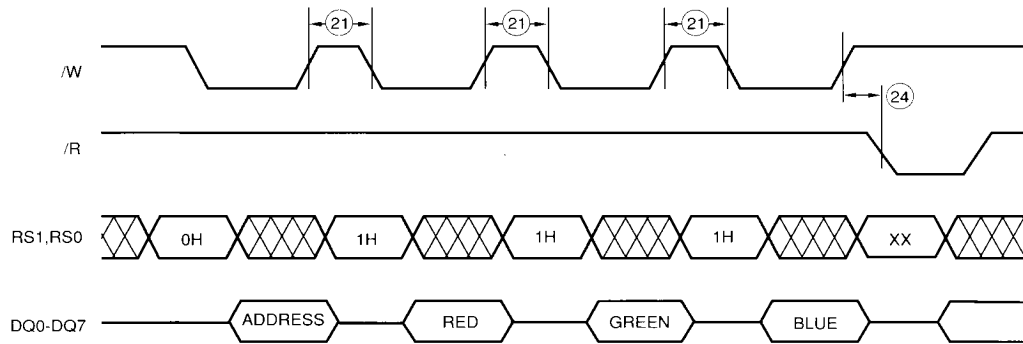 21 21 21
/W
24
/R
RS1,RS0 0H 1H 1H 1H XX
DQ0-DQ7 ADDRESS RED GREEN BLUE